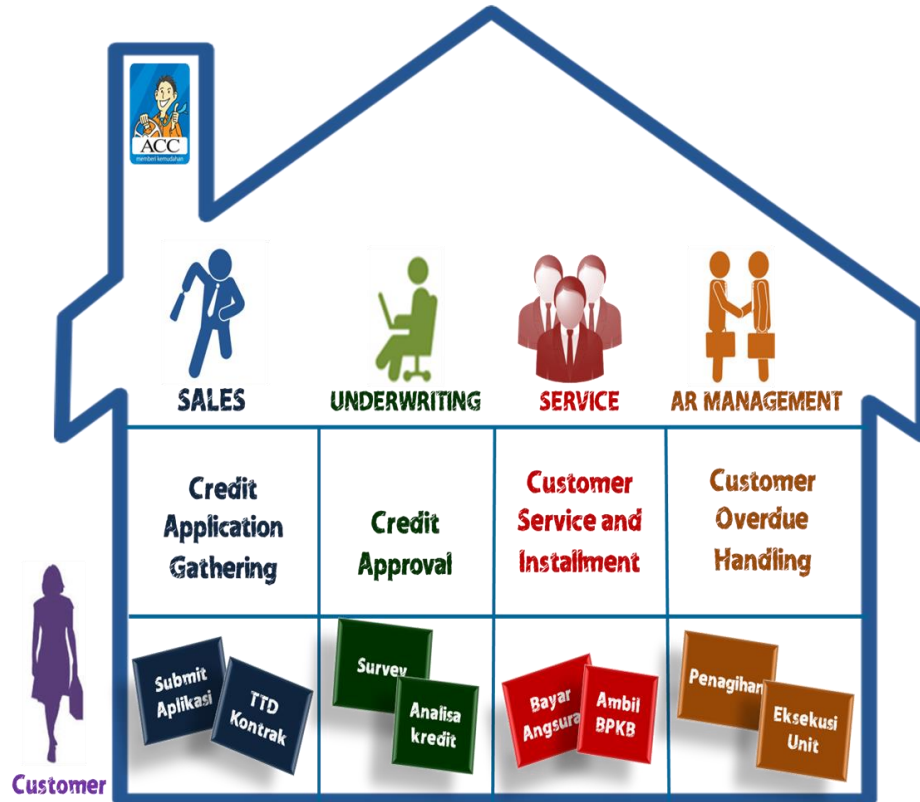 ACC
memberi kemudahan
SALES
UNDERWRITING
SERVICE
AR MANAGEMENT
Credit
Application
Gathering
Credit
Approval
Customer
Service and
Installment
Customer
Overdue
Handling
Submit
Aplikasi
TTD
Kontrak
Survey
Analisa
kredit
Bayar
Angsura
Ambil
BPKB
Penagihan
Eksekusi
Unit
Customer